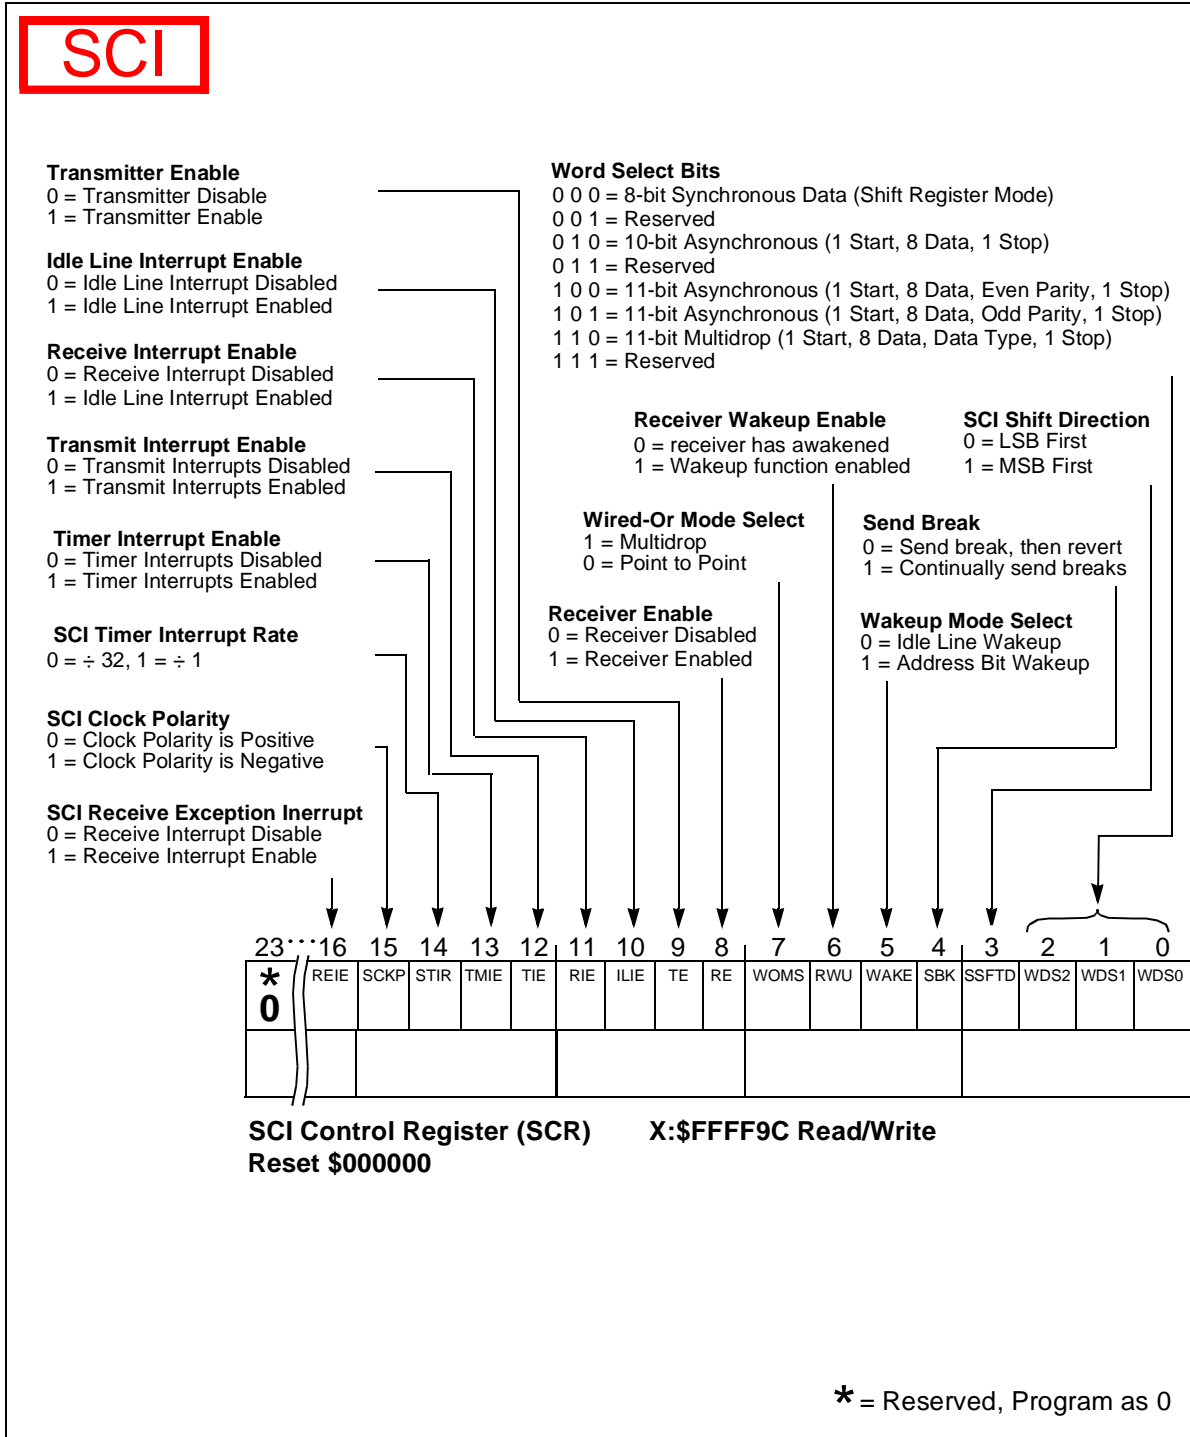 SCI
Transmitter Enable
0 = Transmitter Disable
1 = Transmitter Enable
Idle Line Interrupt Enable
0 = Idle Line Interrupt Disabled
1 = Idle Line Interrupt Enabled
Receive Interrupt Enable
0 = Receive Interrupt Disabled
1 = Idle Line Interrupt Enabled
Transmit Interrupt Enable
0 = Transmit Interrupts Disabled
1 = Transmit Interrupts Enabled
Timer Interrupt Enable
0 = Timer Interrupts Disabled
1 = Timer Interrupts Enabled
SCI Timer Interrupt Rate
0 = ÷ 32, 1 = ÷ 1
SCI Clock Polarity
0 = Clock Polarity is Positive
1 = Clock Polarity is Negative
SCI Receive Exception Inerrupt
0 = Receive Interrupt Disable
1 = Receive Interrupt Enable
Word Select Bits
0 0 0 = 8-bit Synchronous Data (Shift Register Mode)
0 0 1 = Reserved
0 1 0 = 10-bit Asynchronous (1 Start, 8 Data, 1 Stop)
0 1 1 = Reserved
1 0 0 = 11-bit Asynchronous (1 Start, 8 Data, Even Parity, 1 Stop)
1 0 1 = 11-bit Asynchronous (1 Start, 8 Data, Odd Parity, 1 Stop)
1 1 0 = 11-bit Multidrop (1 Start, 8 Data, Data Type, 1 Stop)
1 1 1 = Reserved
Receiver Wakeup Enable
0 = receiver has awakened
1 = Wakeup function enabled
SCI Shift Direction
0 = LSB First
1 = MSB First
Wired-Or Mode Select
1 = Multidrop
0 = Point to Point
Send Break
0 = Send break, then revert
1 = Continually send breaks
Receiver Enable
0 = Receiver Disabled
1 = Receiver Enabled
Wakeup Mode Select
0 = Idle Line Wakeup
1 = Address Bit Wakeup
23 ··· 16 15 14 13 12 11 10 9 8 7 6 5 4 3 2 1 0
* REIE SCKP STIR TMIE TIE RIE ILIE TE RE WOMS RWU WAKE SBK SSFTD WDS2 WDS1 WDS0
0
SCI Control Register (SCR) X:$FFFF9C Read/Write
Reset $000000
* = Reserved, Program as 0